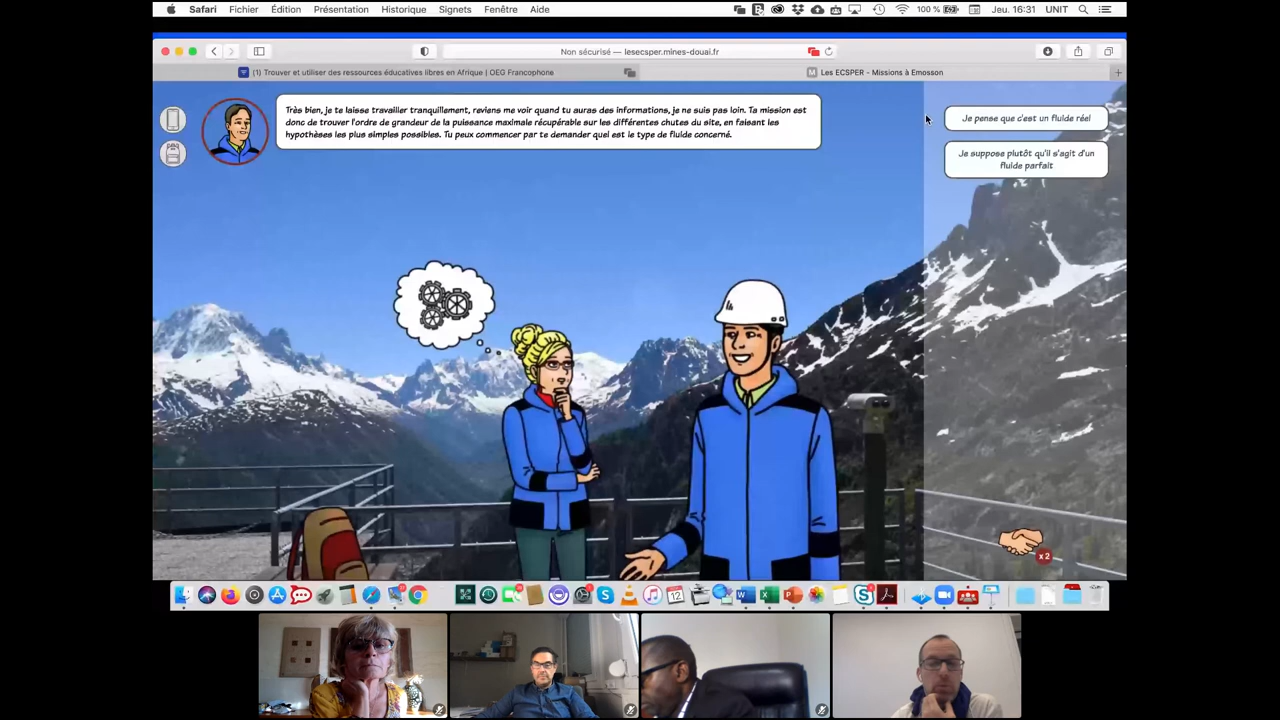 Safari Fichier Édition Présentation Historique Signets Fenêtre Aide 100 % Jeu. 16:31 UNIT
Non sécurisé — lesecsper.mines-douai.fr
(1) Trouver et utiliser des ressources éducatives libres en Afrique | OEG Francophone
M Les ECSPER - Missions à Emosson
Très bien, je te laisse travailler tranquillement, reviens me voir quand tu auras des informations, je ne suis pas loin. Ta mission est
donc de trouver l'ordre de grandeur de la puissance maximale récupérable sur les différentes chutes du site, en faisant les
hypothèses les plus simples possibles. Tu peux commencer par te demander quel est le type de fluide concerné.
Je pense que c'est un fluide réel
Je suppose plutôt qu'il s'agit d'un
fluide parfait
x 2
12